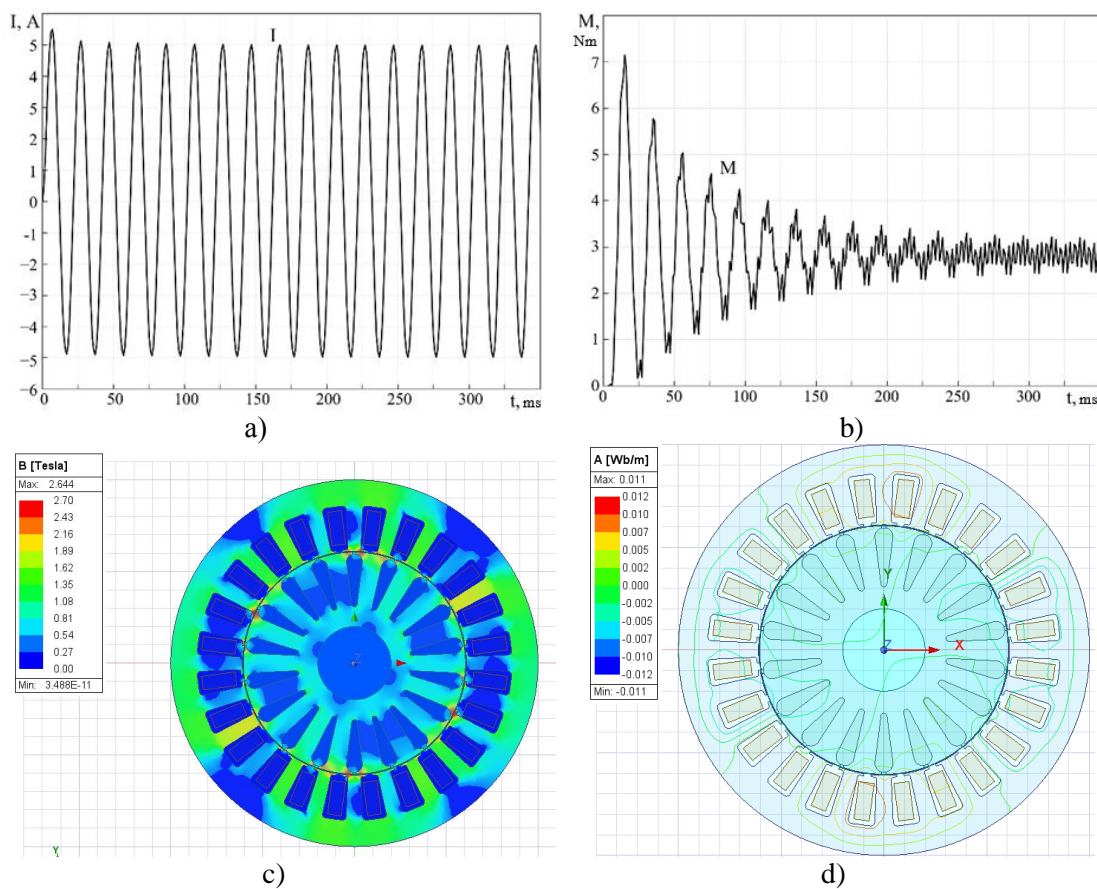 I, A
I
5
4
5
2
1
0
-1
-2
−3
−4
−5
−6
0
50
100
150
200
250
300
t, ms
a)
M,
Nm
M
7
6
5
4
3
2
1
0
0
50
100
150
200
250
300
t, ms
b)
B [Tesla]
Max: 2.644
2.70
2.43
2.16
1.89
1.62
1.35
1.08
0.81
0.54
0.27
0.00
Min: 3.488E-11
Z
Y
c)
A [Wb/m]
Max: 0.011
0.012
0.010
0.007
0.005
0.002
0.000
-0.002
-0.005
-0.007
-0.010
-0.012
Min: -0.011
Y
Z
X
d)